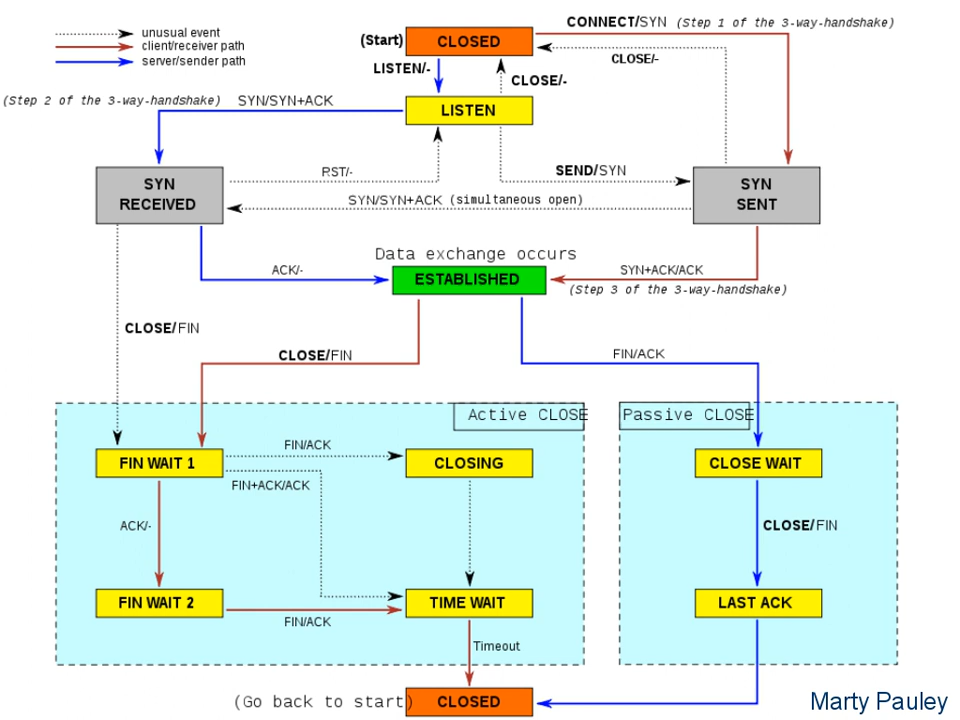 unusual event
client/receiver path
server/sender path
(Start)
CLOSED
CONNECT/SYN (Step 1 of the 3-way-handshake)
CLOSE/-
LISTEN/-
CLOSE/-
(Step 2 of the 3-way-handshake)
SYN/SYN+ACK
LISTEN
SYN
RECEIVED
RST/-
SEND/SYN
SYN
SENT
SYN/SYN+ACK (simultaneous open)
Data exchange occurs
ACK/-
ESTABLISHED
SYN+ACK/ACK
(Step 3 of the 3-way-handshake)
CLOSE/FIN
CLOSE/FIN
FIN/ACK
Active CLOSE
Passive CLOSE
FIN WAIT 1
FIN/ACK
CLOSING
CLOSE WAIT
FIN+ACK/ACK
ACK/-
CLOSE/FIN
FIN WAIT 2
FIN/ACK
TIME WAIT
LAST ACK
Timeout
(Go back to start)
CLOSED
Marty Pauley